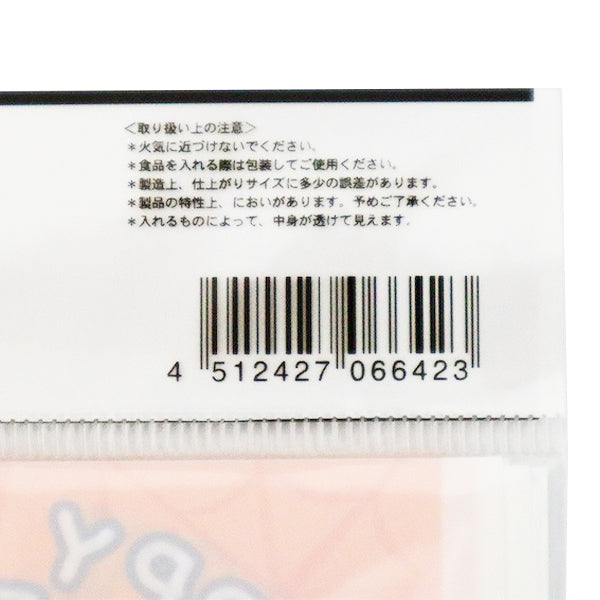 ＜取り扱い上の注意＞
＊火気に近づけないでください。
＊食品を入れる際は包装してご使用ください。
＊製造上、仕上がりサイズに多少の誤差があります。
＊製品の特性上、においがあります。予めご了承ください。
＊入れるものによって、中身が透けて見えます。
4 512427 066423